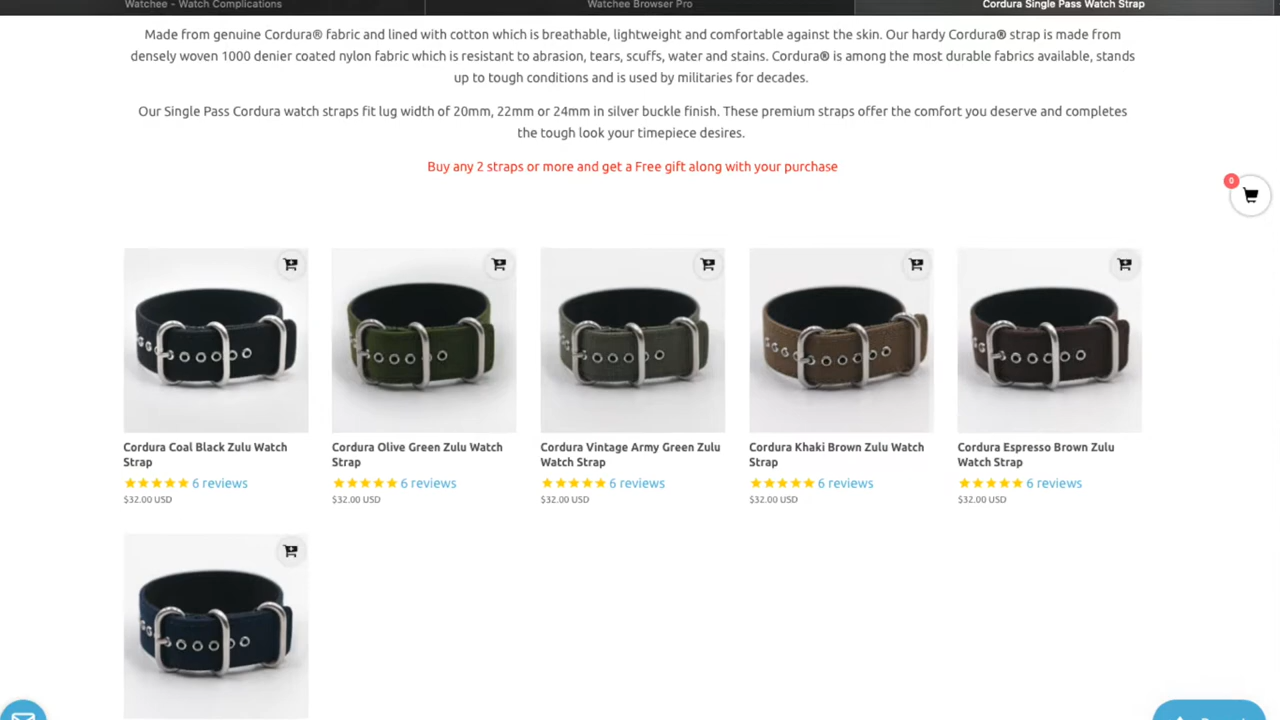 Watchee - Watch Complications
Watchee Browser Pro
Cordura Single Pass Watch Strap
Made from genuine Cordura® fabric and lined with cotton which is breathable, lightweight and comfortable against the skin. Our hardy Cordura® strap is made from
densely woven 1000 denier coated nylon fabric which is resistant to abrasion, tears, scuffs, water and stains. Cordura® is among the most durable fabrics available, stands
up to tough conditions and is used by militaries for decades.
Our Single Pass Cordura watch straps fit lug width of 20mm, 22mm or 24mm in silver buckle finish. These premium straps offer the comfort you deserve and completes
the tough look your timepiece desires.
Buy any 2 straps or more and get a Free gift along with your purchase
0
Cordura Coal Black Zulu Watch
Strap
6 reviews
$32.00 USD
Cordura Olive Green Zulu Watch
Strap
6 reviews
$32.00 USD
Cordura Vintage Army Green Zulu
Watch Strap
6 reviews
$32.00 USD
Cordura Khaki Brown Zulu Watch
Strap
6 reviews
$32.00 USD
Cordura Espresso Brown Zulu
Watch Strap
6 reviews
$32.00 USD